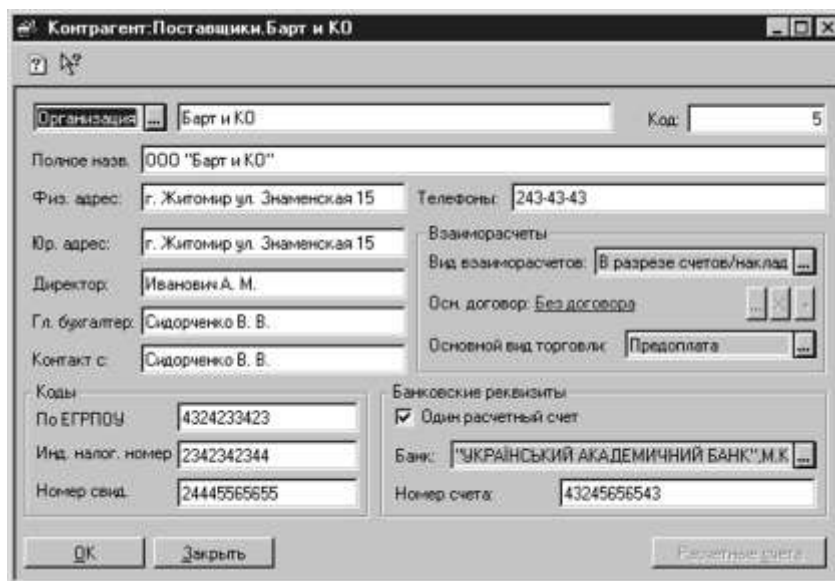 Контрагент:Поставщики.Барт и КО
Организация ... Барт и КО Код: 5
Полное назв. ООО "Барт и КО"
Физ. адрес: г. Житомир ул. Знаменская 15 Телефоны: 243-43-43
Юр. адрес: г. Житомир ул. Знаменская 15
Взаиморасчеты
Вид взаиморасчетов: В разрезе счетов/наклад ...
Директор: Иванович А. М.
Осн. договор: Без договора ...
Гл. бухгалтер: Сидорченко В. В.
Основной вид торговли: Предоплата ...
Контакт с: Сидорченко В. В.
Коды
По ЕГРПОУ 4324233423
Инд. налог. номер 2342342344
Номер свид. 24445565655
Банковские реквизиты
Один расчетный счет
Банк: "УКРАЇНСЬКИЙ АКАДЕМИЧНИЙ БАНК",М.К ...
Номер счета: 43245656543
OK Закрыть Расчетные счета